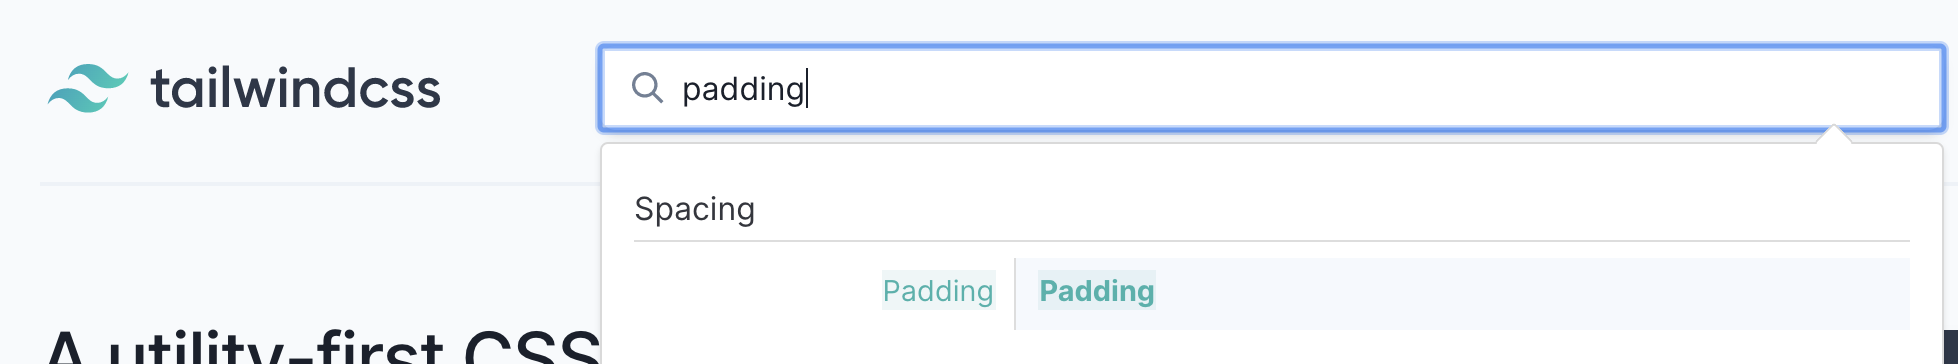 tailwindcss
padding
Spacing
Padding Padding
A utility-first CSS